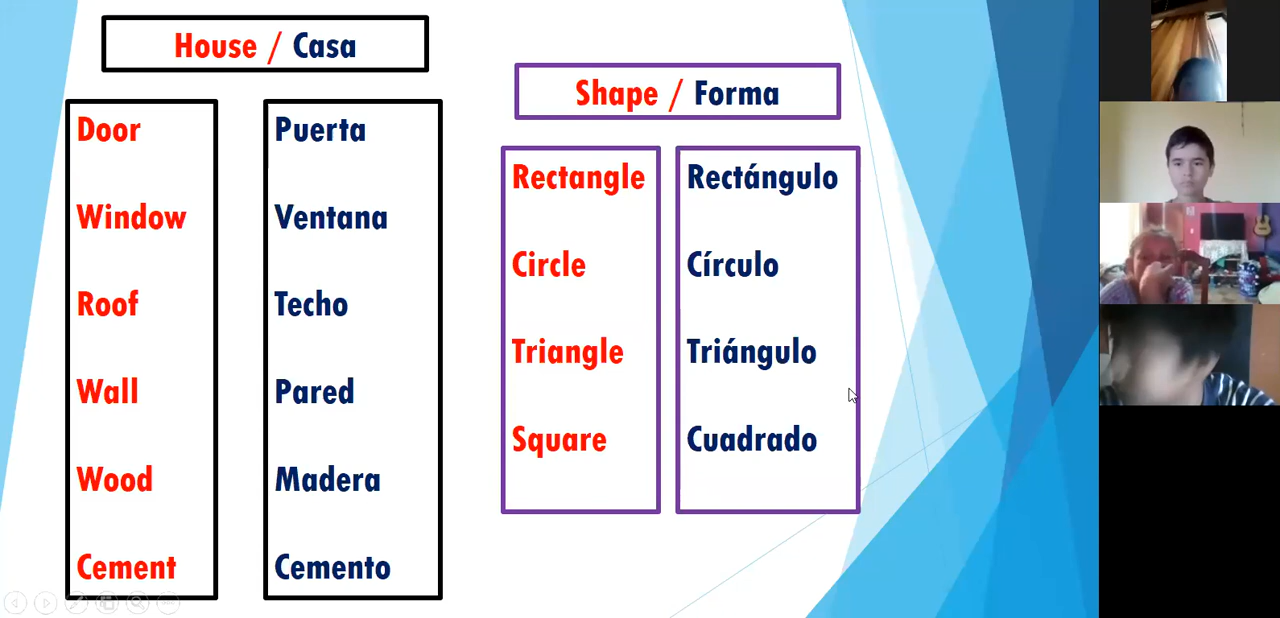 House / Casa
Door
Window
Roof
Wall
Wood
Cement
Puerta
Ventana
Techo
Pared
Madera
Cemento
Shape / Forma
Rectangle
Circle
Triangle
Square
Rectángulo
Círculo
Triángulo
Cuadrado